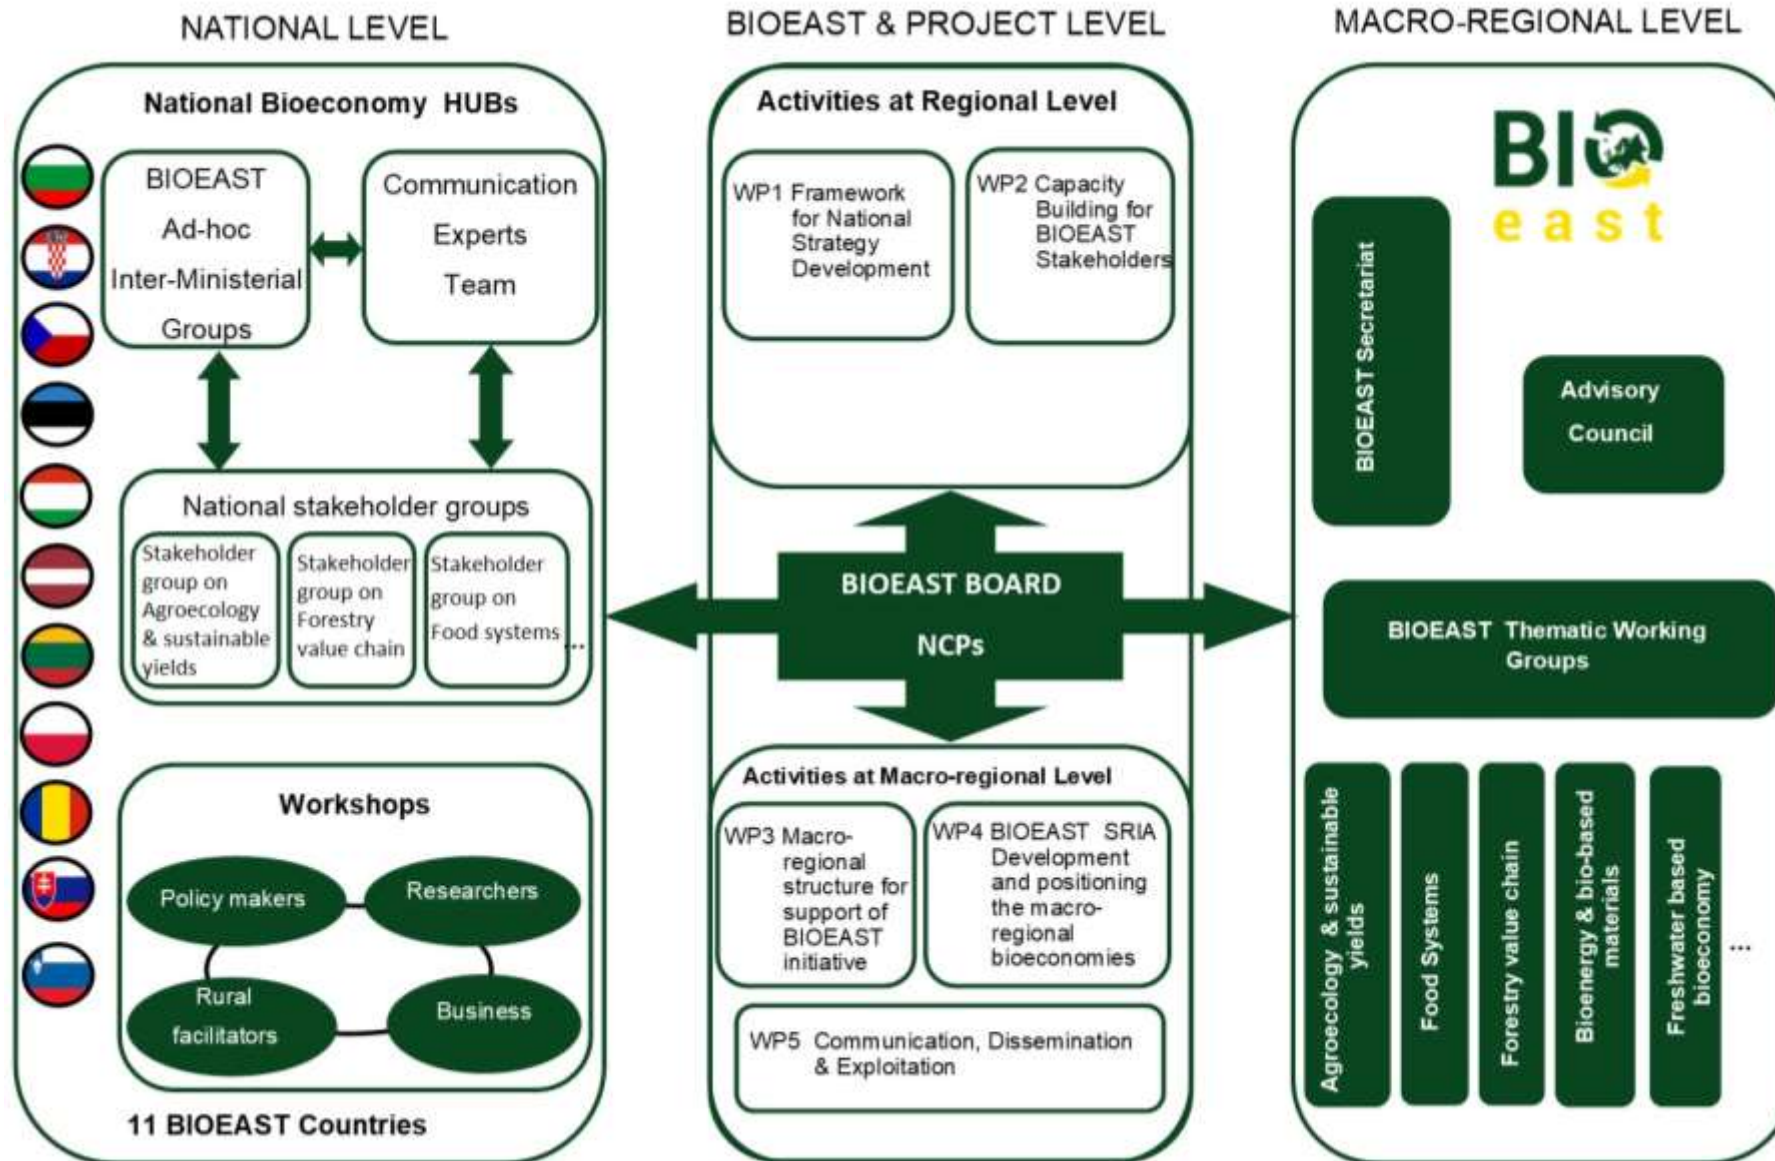 NATIONAL LEVEL
National Bioeconomy HUBs
BIOEAST
Ad-hoc
Inter-Ministerial
Groups
Communication
Experts
Team
National stakeholder groups
Stakeholder
group on
Agroecology
& sustainable
yields
Stakeholder
group on
Forestry
value chain
Stakeholder
group on
Food systems
...
Workshops
Policy makers
Researchers
Rural
facilitators
Business
11 BIOEAST Countries
BIOEAST & PROJECT LEVEL
Activities at Regional Level
WP1 Framework
for National
Strategy
Development
WP2 Capacity
Building for
BIOEAST
Stakeholders
BIOEAST BOARD
NCPs
Activities at Macro-regional Level
WP3 Macro-
regional
structure for
support of
BIOEAST
initiative
WP4 BIOEAST SRIA
Development
and positioning
the macro-
regional
bioeconomies
WP5 Communication, Dissemination
& Exploitation
MACRO-REGIONAL LEVEL
BIO
east
BIOEAST Secretariat
Advisory
Council
BIOEAST Thematic Working
Groups
Agroecology & sustainable
yields
Food Systems
Forestry value chain
Bioenergy & bio-based
materials
Freshwater based
bioeconomy
...